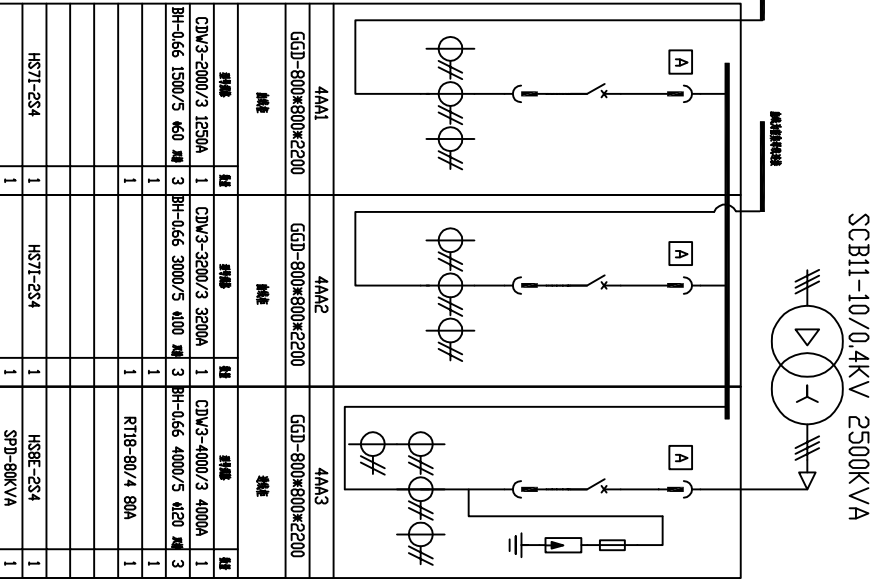 SCB11-10/0.4KV 2500KVA
A A A
4AA1 4AA2 4AA3
GGD-800*800*2200 GGD-800*800*2200 GGD-800*800*2200
CDW3-2000/3 1250A 1 CDW3-3200/3 3200A 1 CDW3-4000/3 4000A 1
BH-0.66 1500/5 ϕ60 3 BH-0.66 3000/5 ϕ100 3 BH-0.66 4000/5 ϕ120 3
1 1 1
1 1 RT18-80/4 80A 1
HS7I-2S4 1 HS7I-2S4 1 HS8E-2S4 1
1 1 SPD-80KVA 1